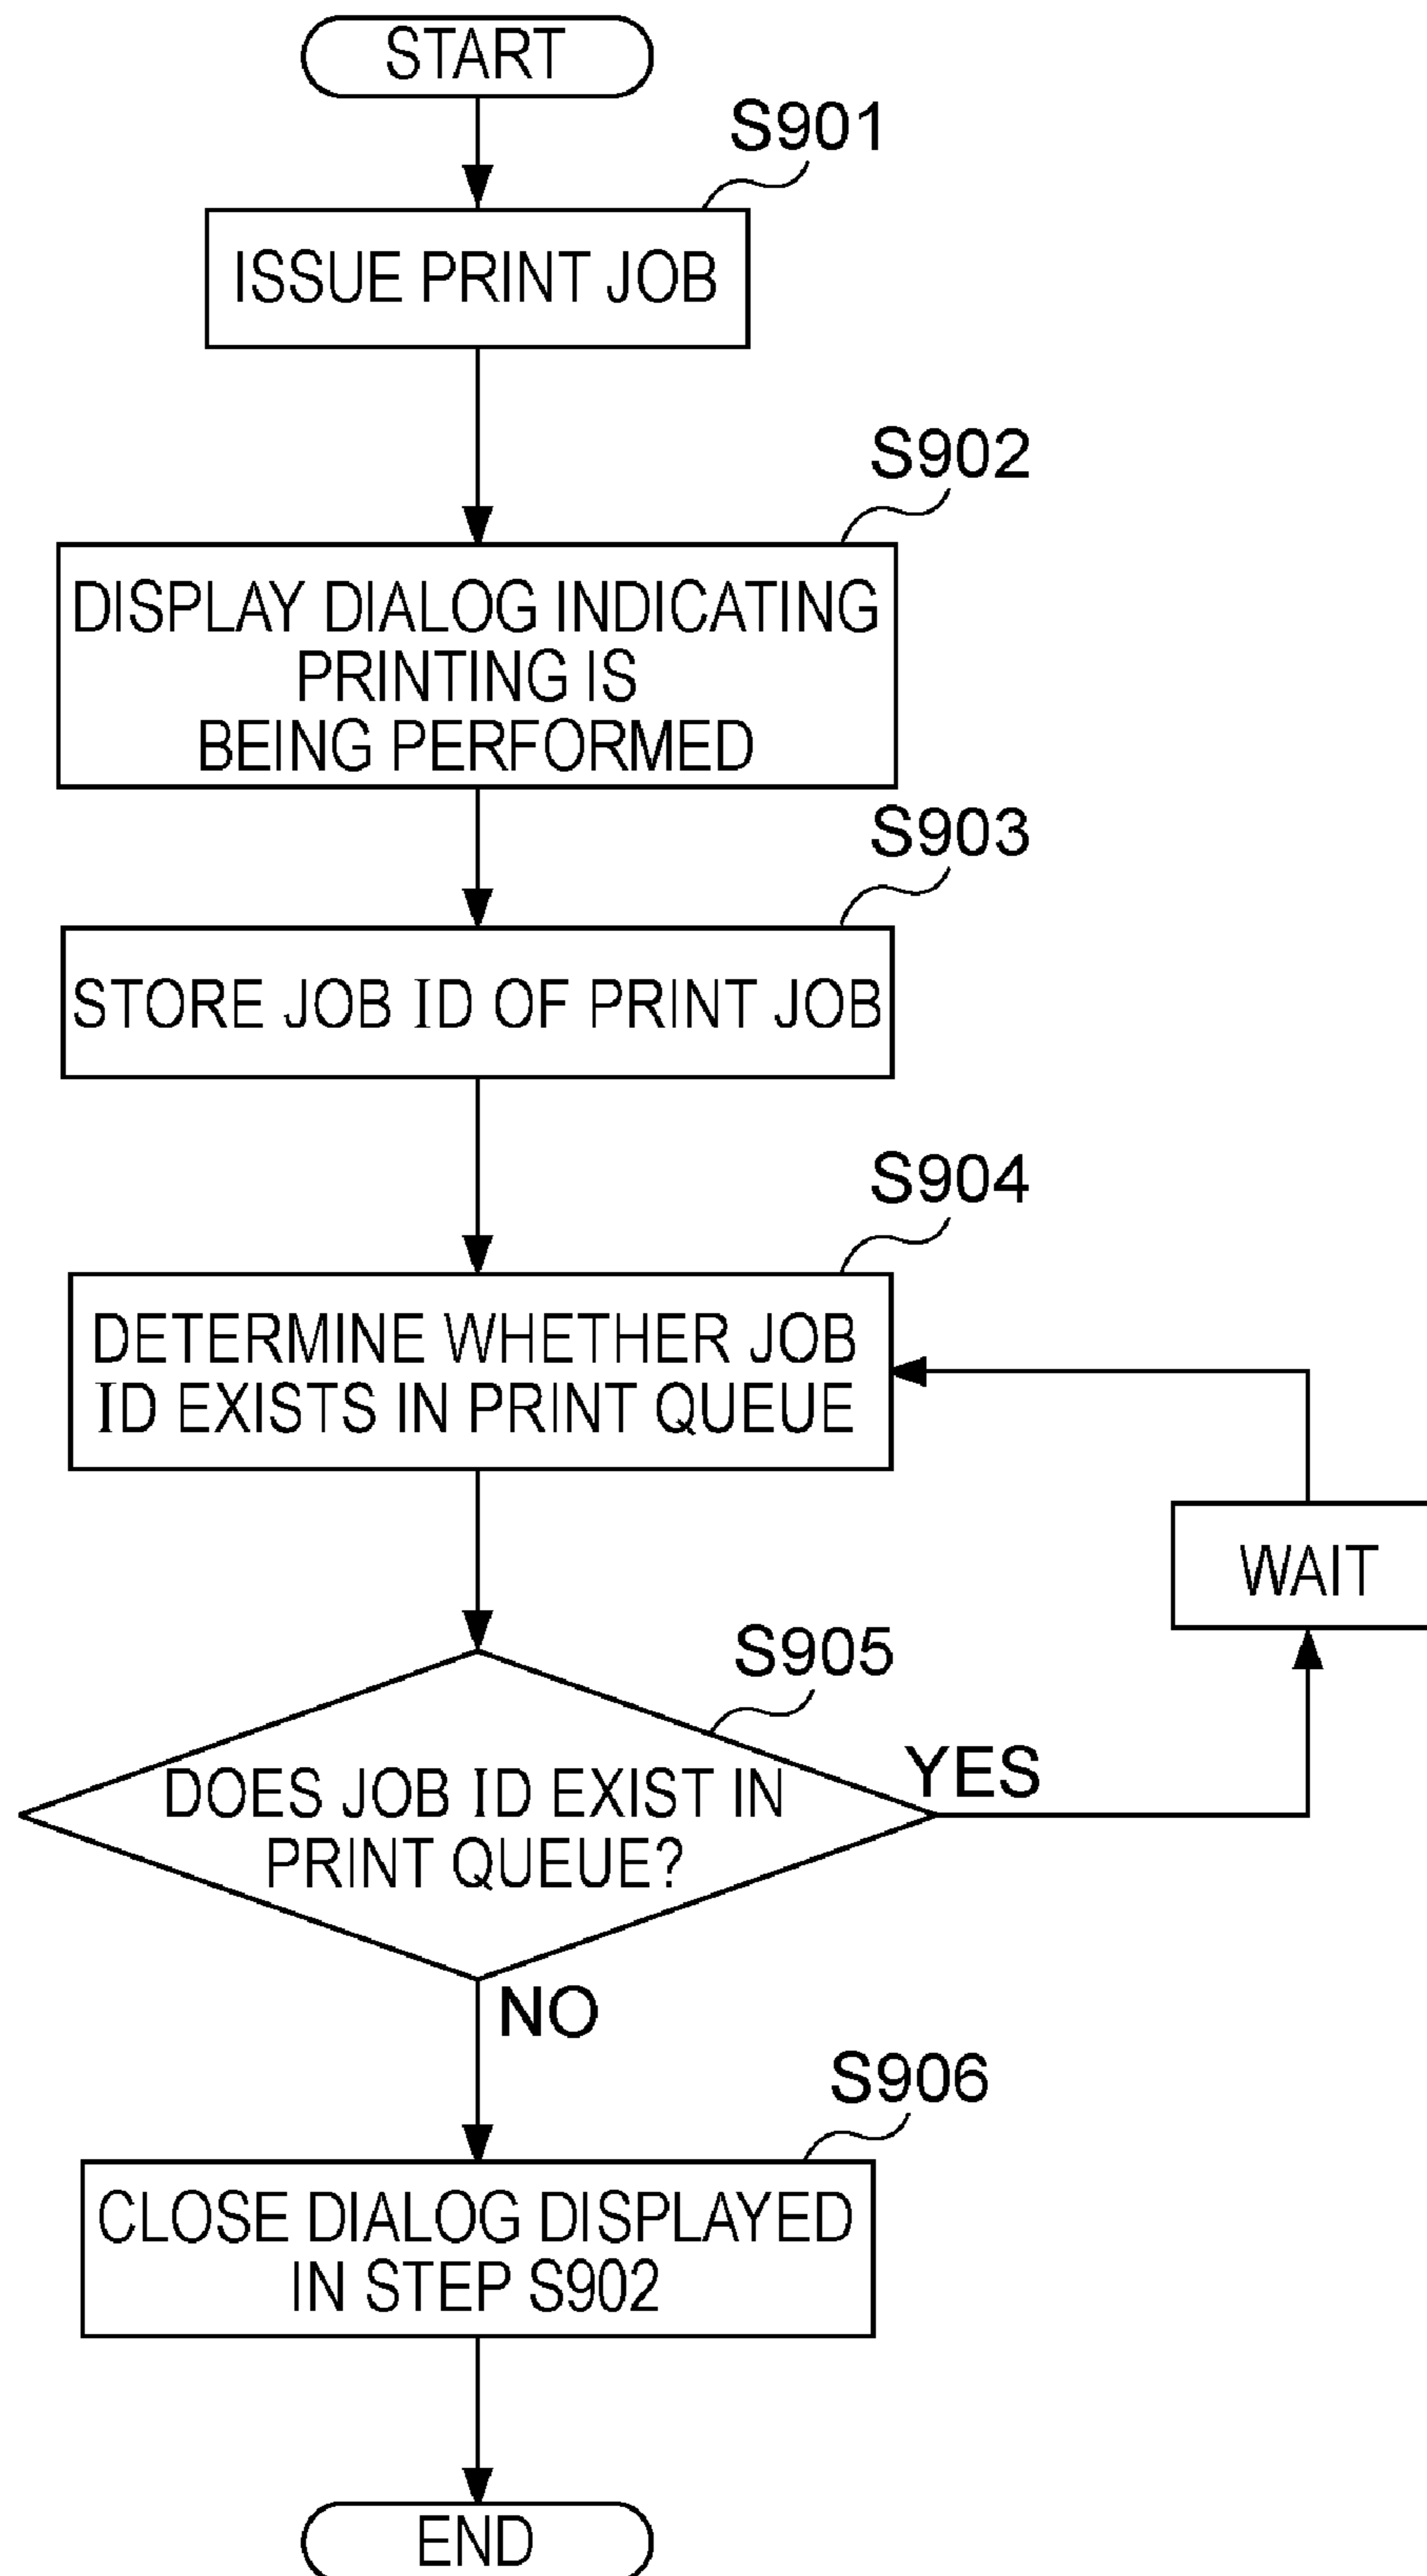 START
S901
ISSUE PRINT JOB
S902
DISPLAY DIALOG INDICATING
PRINTING IS
BEING PERFORMED
S903
STORE JOB ID OF PRINT JOB
S904
DETERMINE WHETHER JOB
ID EXISTS IN PRINT QUEUE
WAIT
S905
DOES JOB ID EXIST IN
PRINT QUEUE?
YES
NO
S906
CLOSE DIALOG DISPLAYED
IN STEP S902
END